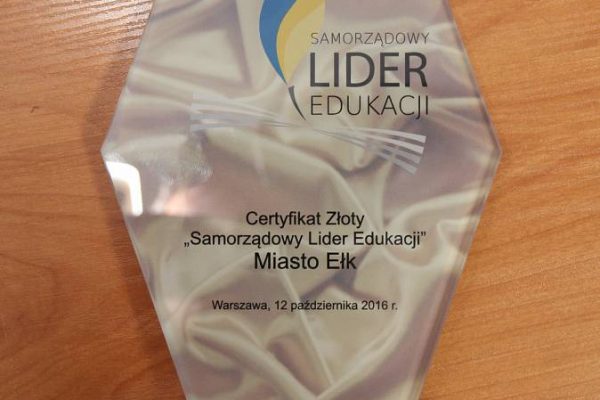 SAMORZĄDOWY
LIDER
EDUKACJI
Certyfikat Złoty
„Samorządowy Lider Edukacji”
Miasto Ełk
Warszawa, 12 października 2016 r.